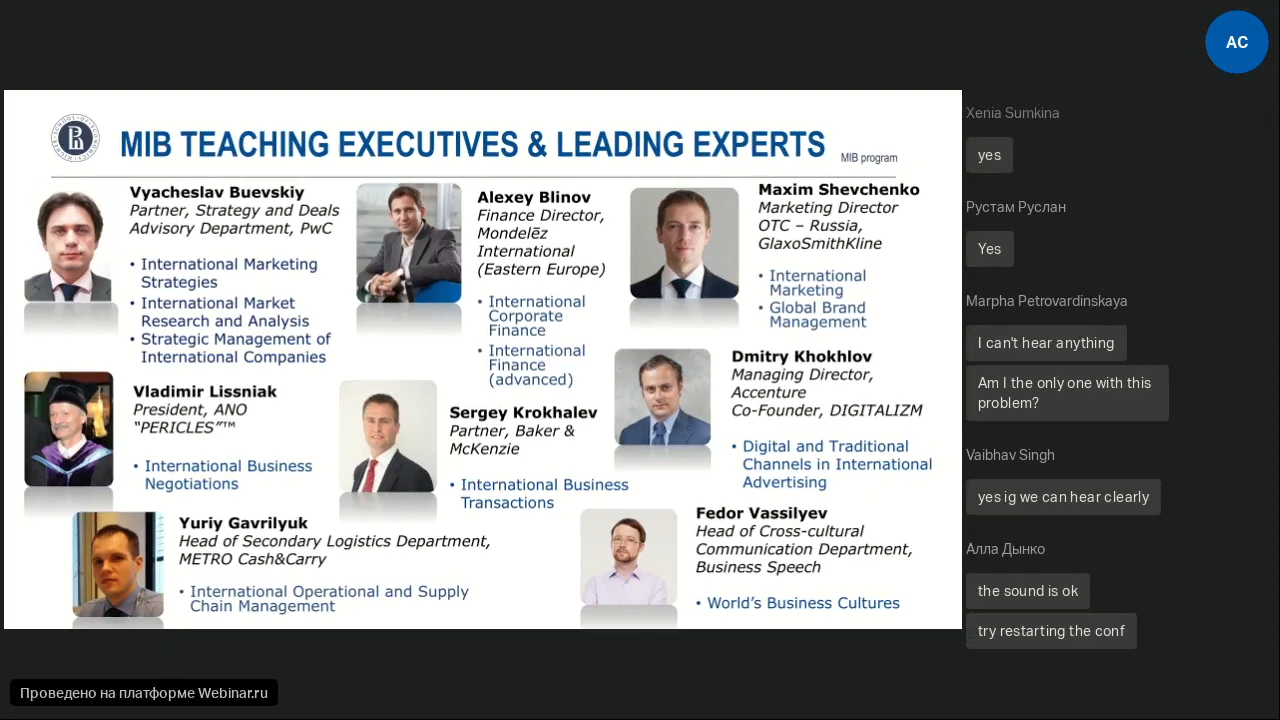 AC
MIB TEACHING EXECUTIVES & LEADING EXPERTS
MIB program
Vyacheslav Buevskiy
Partner, Strategy and Deals
Advisory Department, PwC
• International Marketing
Strategies
• International Market
Research and Analysis
• Strategic Management of
International Companies
Alexey Blinov
Finance Director,
Mondelēz
International
(Eastern Europe)
• International
Corporate
Finance
• International
Finance
(advanced)
Maxim Shevchenko
Marketing Director
OTC – Russia,
GlaxoSmithKline
• International
Marketing
• Global Brand
Management
Vladimir Lissniak
President, ANO
“PERICLES”™
• International Business
Negotiations
Sergey Krokhalev
Partner, Baker &
McKenzie
• International Business
Transactions
Dmitry Khokhlov
Managing Director,
Accenture
Co-Founder, DIGITALIZM
• Digital and Traditional
Channels in International
Advertising
Yuriy Gavrilyuk
Head of Secondary Logistics Department,
METRO Cash&Carry
• International Operational and Supply
Chain Management
Fedor Vassilyev
Head of Cross-cultural
Communication Department,
Business Speech
• World’s Business Cultures
Xenia Sumkina
yes
Рустам Руслан
Yes
Marpha Petrovardinskaya
I can't hear anything
Am I the only one with this
problem?
Vaibhav Singh
yes ig we can hear clearly
Алла Дынко
the sound is ok
try restarting the conf
Проведено на платформе Webinar.ru